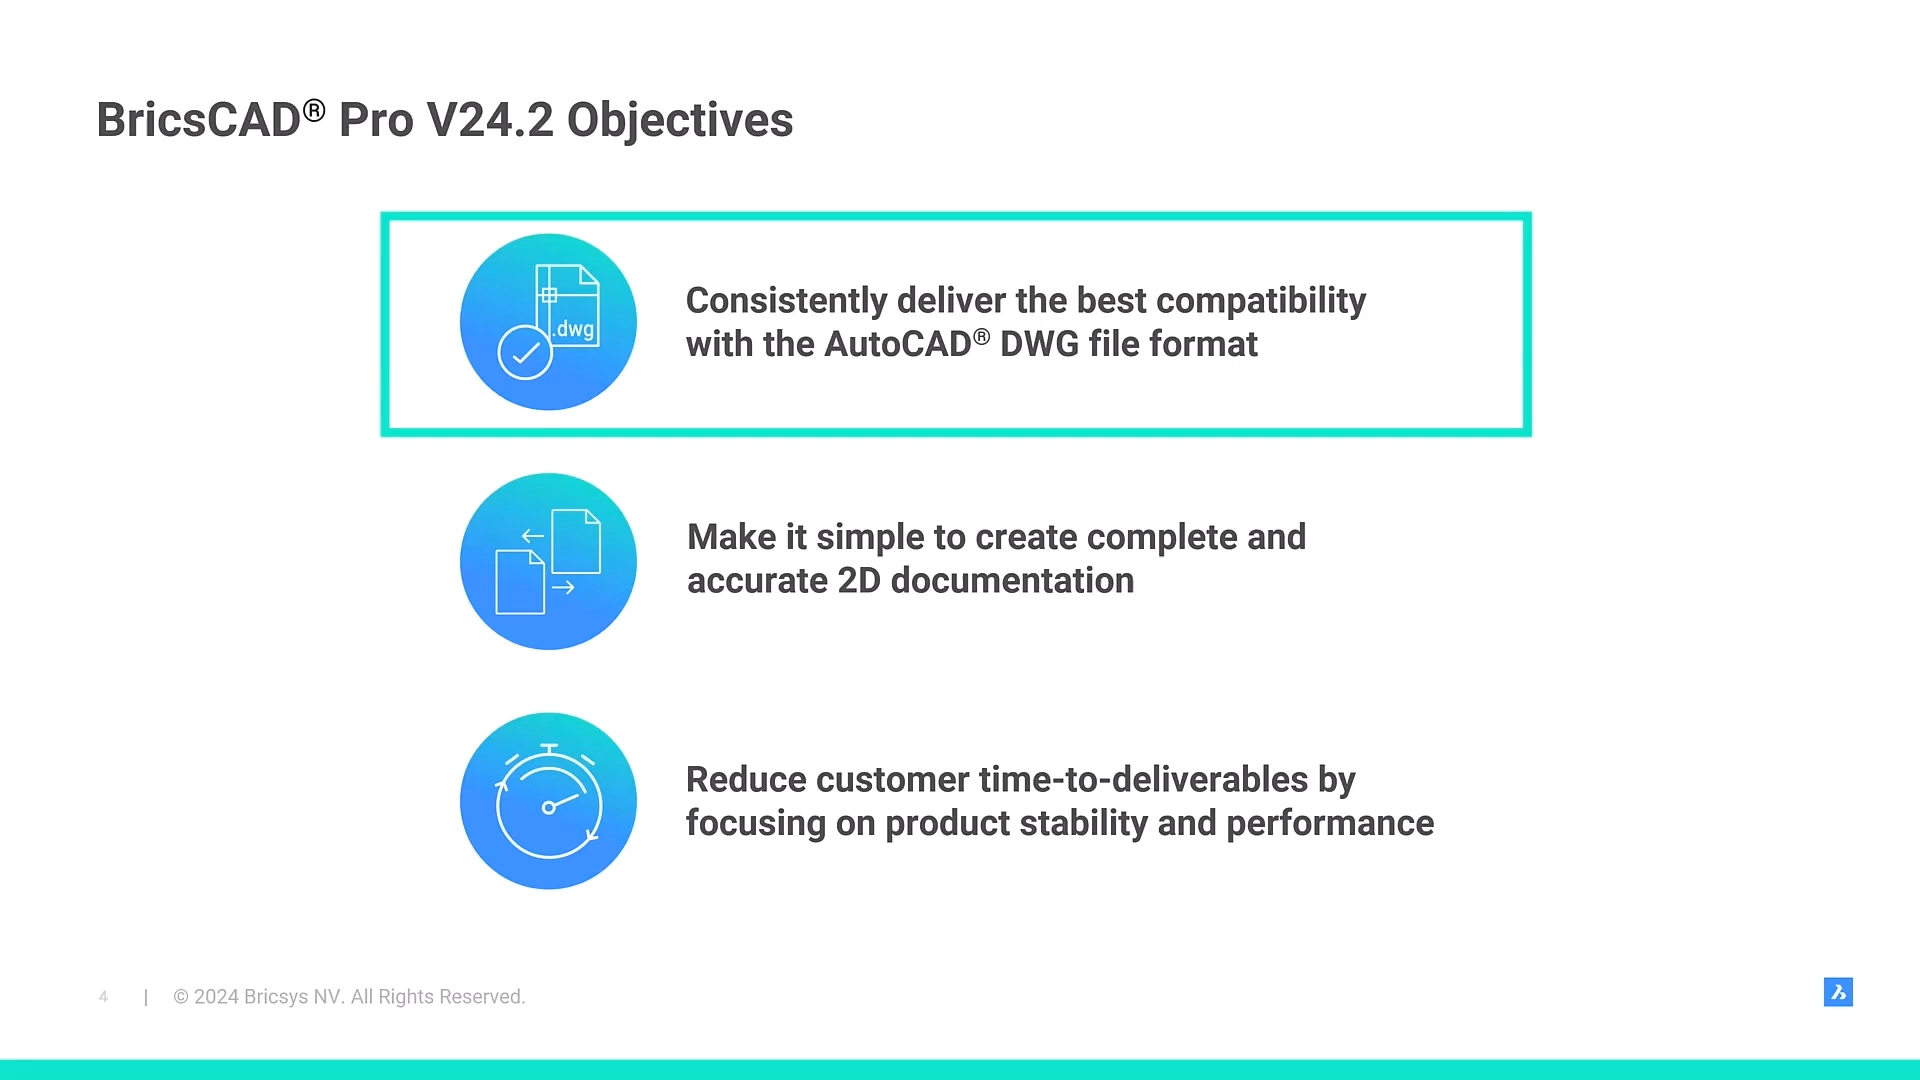 BricsCAD® Pro V24.2 Objectives
.dwg
Consistently deliver the best compatibility
with the AutoCAD® DWG file format
Make it simple to create complete and
accurate 2D documentation
Reduce customer time-to-deliverables by
focusing on product stability and performance
4 | © 2024 Bricsys NV. All Rights Reserved.